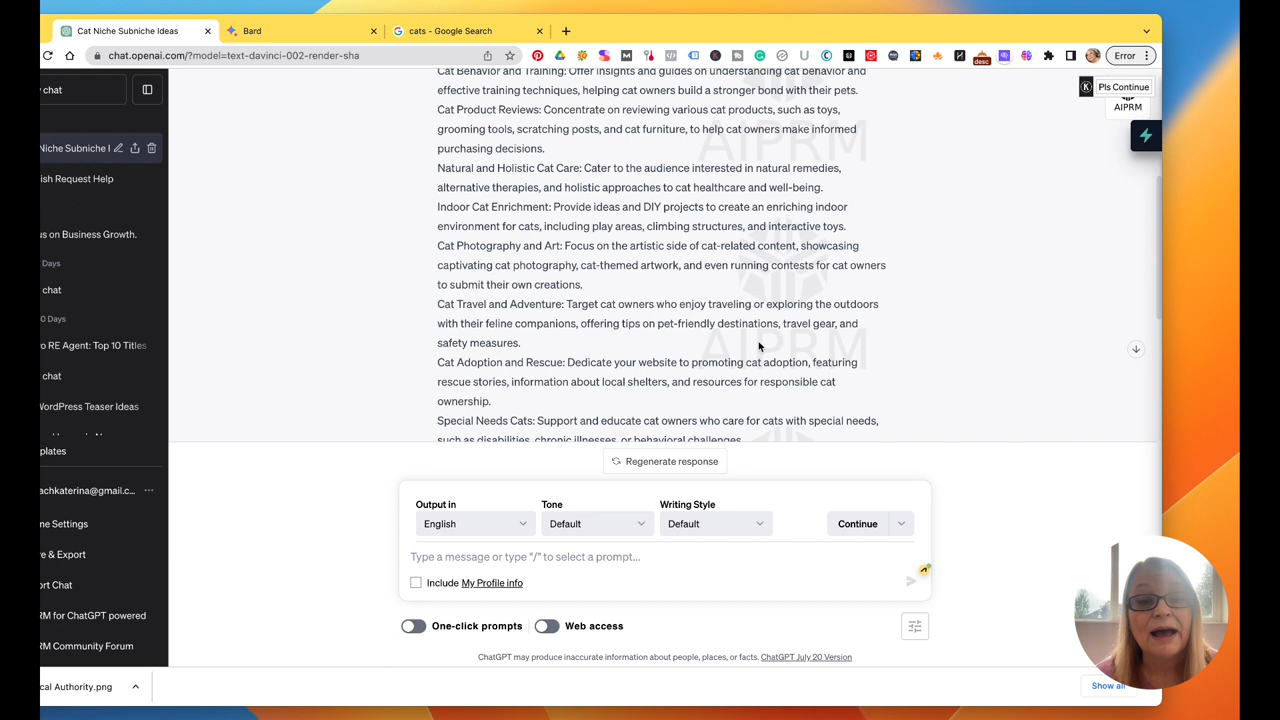 Cat Niche Subniche Ideas
Bard
cats - Google Search
chat.openai.com/?model=text-davinci-002-render-sha
desc
Error
chat
K Pls Continue
AIPRM
Niche Subniche I
ish Request Help
us on Business Growth.
Days
chat
0 Days
o RE Agent: Top 10 Titles
chat
WordPress Teaser Ideas
plates
achkaterina@gmail.c...
me Settings
e & Export
ort Chat
RM for ChatGPT powered
RM Community Forum
Cat Behavior and Training: Offer insights and guides on understanding cat behavior and
effective training techniques, helping cat owners build a stronger bond with their pets.
Cat Product Reviews: Concentrate on reviewing various cat products, such as toys,
grooming tools, scratching posts, and cat furniture, to help cat owners make informed
purchasing decisions.
Natural and Holistic Cat Care: Cater to the audience interested in natural remedies,
alternative therapies, and holistic approaches to cat healthcare and well-being.
Indoor Cat Enrichment: Provide ideas and DIY projects to create an enriching indoor
environment for cats, including play areas, climbing structures, and interactive toys.
Cat Photography and Art: Focus on the artistic side of cat-related content, showcasing
captivating cat photography, cat-themed artwork, and even running contests for cat owners
to submit their own creations.
Cat Travel and Adventure: Target cat owners who enjoy traveling or exploring the outdoors
with their feline companions, offering tips on pet-friendly destinations, travel gear, and
safety measures.
Cat Adoption and Rescue: Dedicate your website to promoting cat adoption, featuring
rescue stories, information about local shelters, and resources for responsible cat
ownership.
Special Needs Cats: Support and educate cat owners who care for cats with special needs,
such as disabilities, chronic illnesses, or behavioral challenges.
AIPRM
AIPRM
Regenerate response
Output in Tone Writing Style
English Default Default Continue
Type a message or type "/" to select a prompt...
Include My Profile info
One-click prompts Web access
ChatGPT may produce inaccurate information about people, places, or facts. ChatGPT July 20 Version
cal Authority.png
Show all